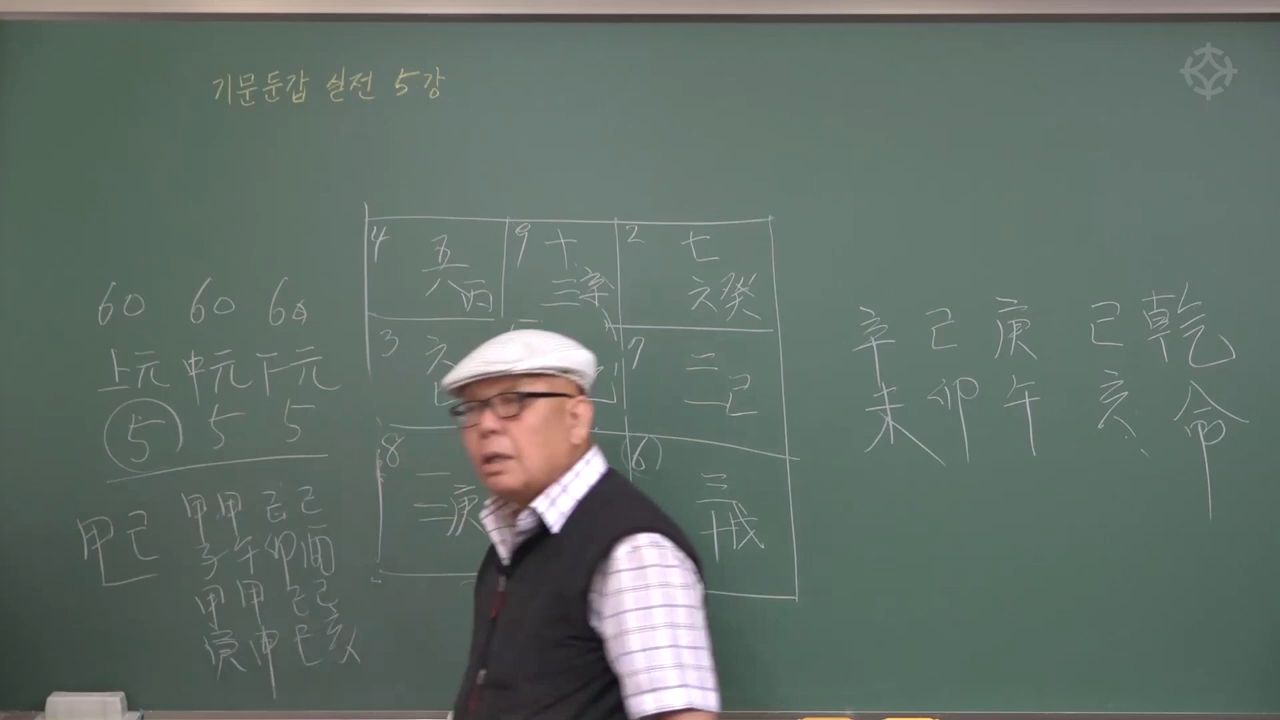 기문둔갑 실전 5강
60 60 60
上元 中元 下元
5 5 5
甲己
甲甲己己
子午卯酉
甲甲己己
寅申巳亥
4 五 9 十 2 七
八丙 三辛 六癸
3 六 7 二
一己
8 一 6 三
二庚 十戊
辛己庚己乾
未卯午亥命